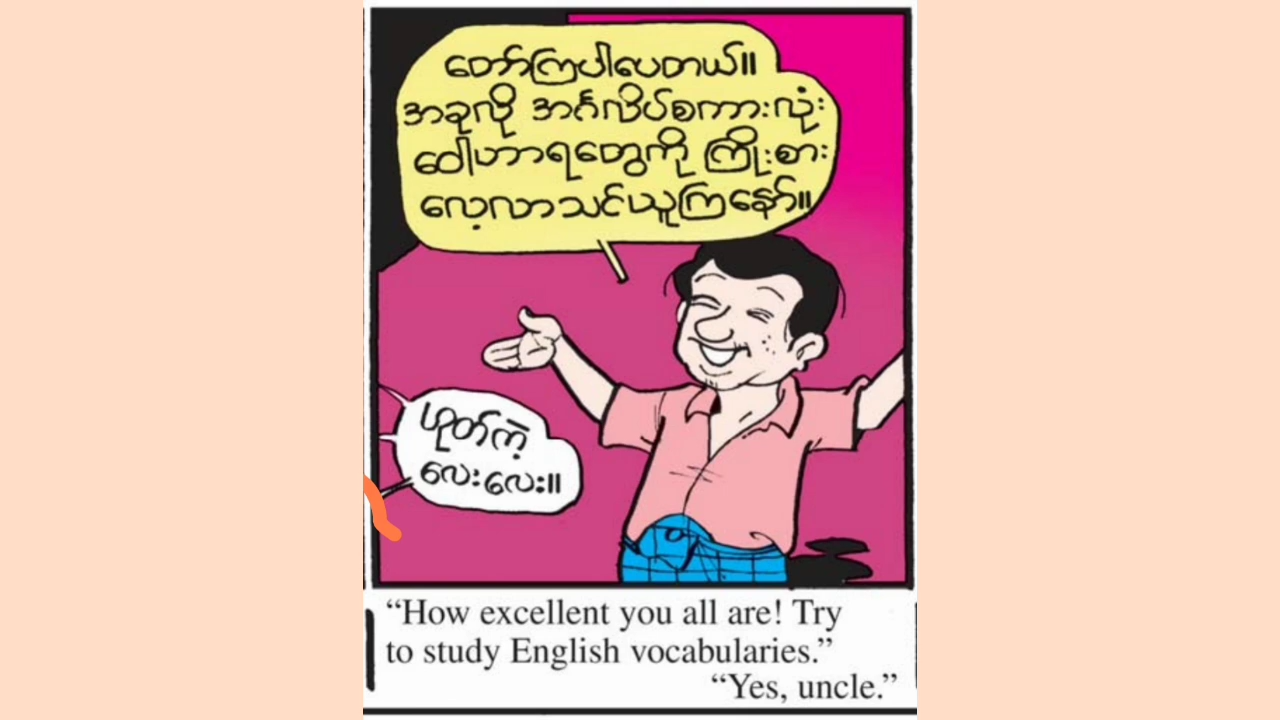 တော်ကြပါပေတယ်။
အခုလို အင်္ဂလိပ်စကားလုံး
ဝေါဟာရတွေကို ကြိုးစား
လေ့လာသင်ယူကြနော်။
ဟုတ်ကဲ့
လေးလေး။
“How excellent you all are! Try
to study English vocabularies.”
“Yes, uncle.”